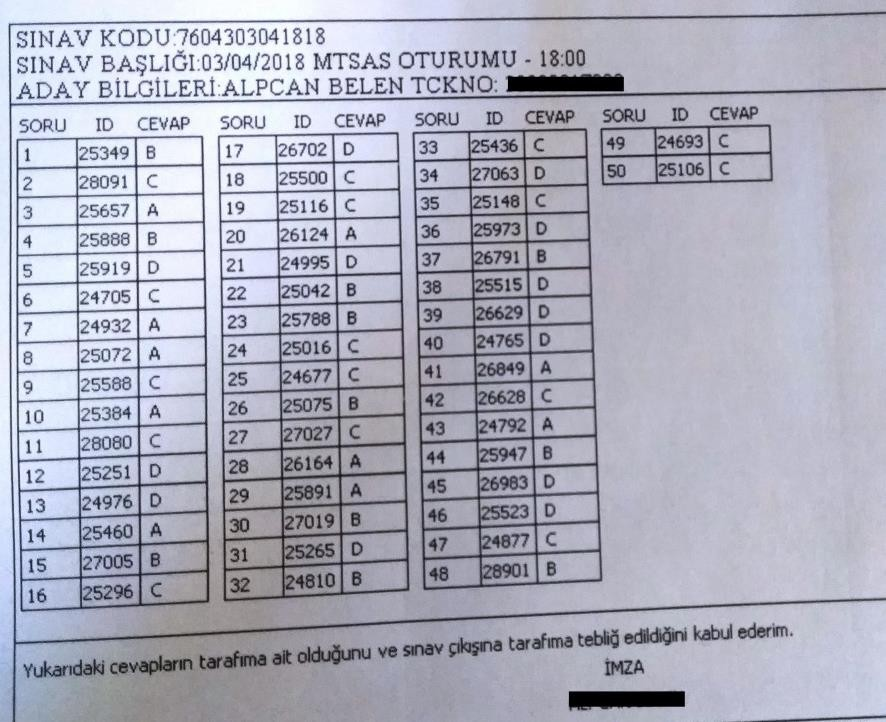 SINAV KODU:7604303041818
SINAV BAŞLIĞI:03/04/2018 MTSAS OTURUMU - 18:00
ADAY BİLGİLERİ:ALPCAN BELEN TCKNO:
SORU ID CEVAP SORU ID CEVAP SORU ID CEVAP SORU ID CEVAP
1 25349 B 17 26702 D 33 25436 C 49 24693 C
2 28091 C 18 25500 C 34 27063 D 50 25106 C
3 25657 A 19 25116 C 35 25148 C
4 25888 B 20 26124 A 36 25973 D
5 25919 D 21 24995 D 37 26791 B
6 24705 C 22 25042 B 38 25515 D
7 24932 A 23 25788 B 39 26629 D
8 25072 A 24 25016 C 40 24765 D
9 25588 C 25 24677 C 41 26849 A
10 25384 A 26 25075 B 42 26628 C
11 28080 C 27 27027 C 43 24792 A
12 25251 D 28 26164 A 44 25947 B
13 24976 D 29 25891 A 45 26983 D
14 25460 A 30 27019 B 46 25523 D
15 27005 B 31 25265 D 47 24877 C
16 25296 C 32 24810 B 48 28901 B
Yukarıdaki cevapların tarafıma ait olduğunu ve sınav çıkışına tarafıma tebliğ edildiğini kabul ederim.
İMZA